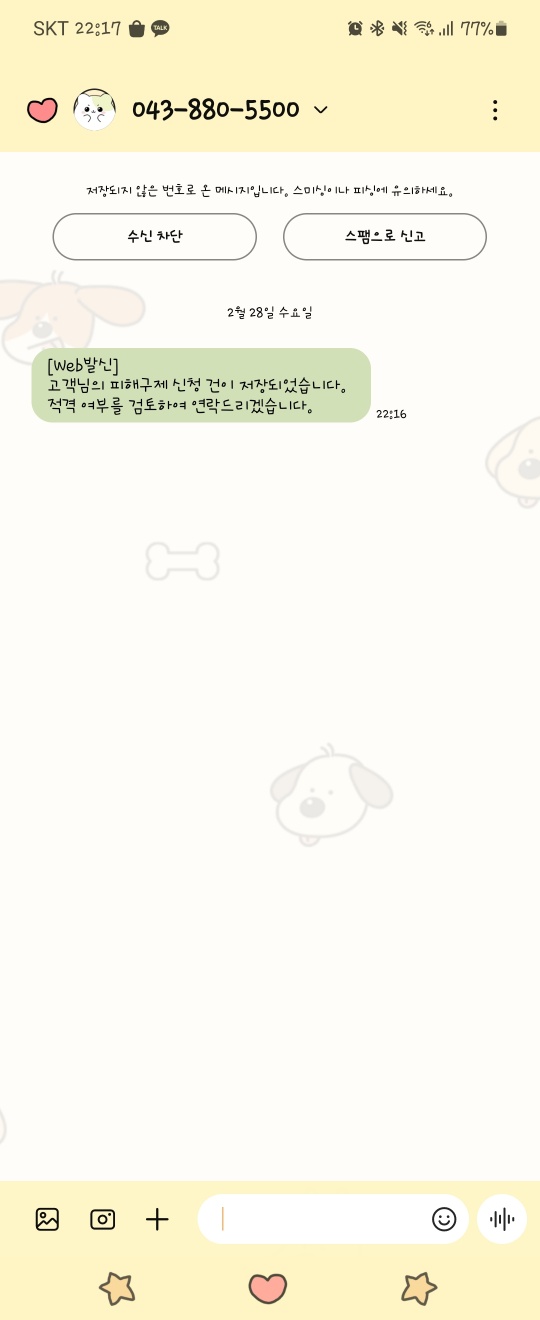 SKT 22:17 TALK 6 77%
043-880-5500
저장되지 않은 번호로 온 메시지입니다. 스미싱이나 피싱에 유의하세요.
수신 차단
스팸으로 신고
2월 28일 수요일
[Web발신]
고객님의 피해구제 신청 건이 저장되었습니다.
적격 여부를 검토하여 연락드리겠습니다.
22:16